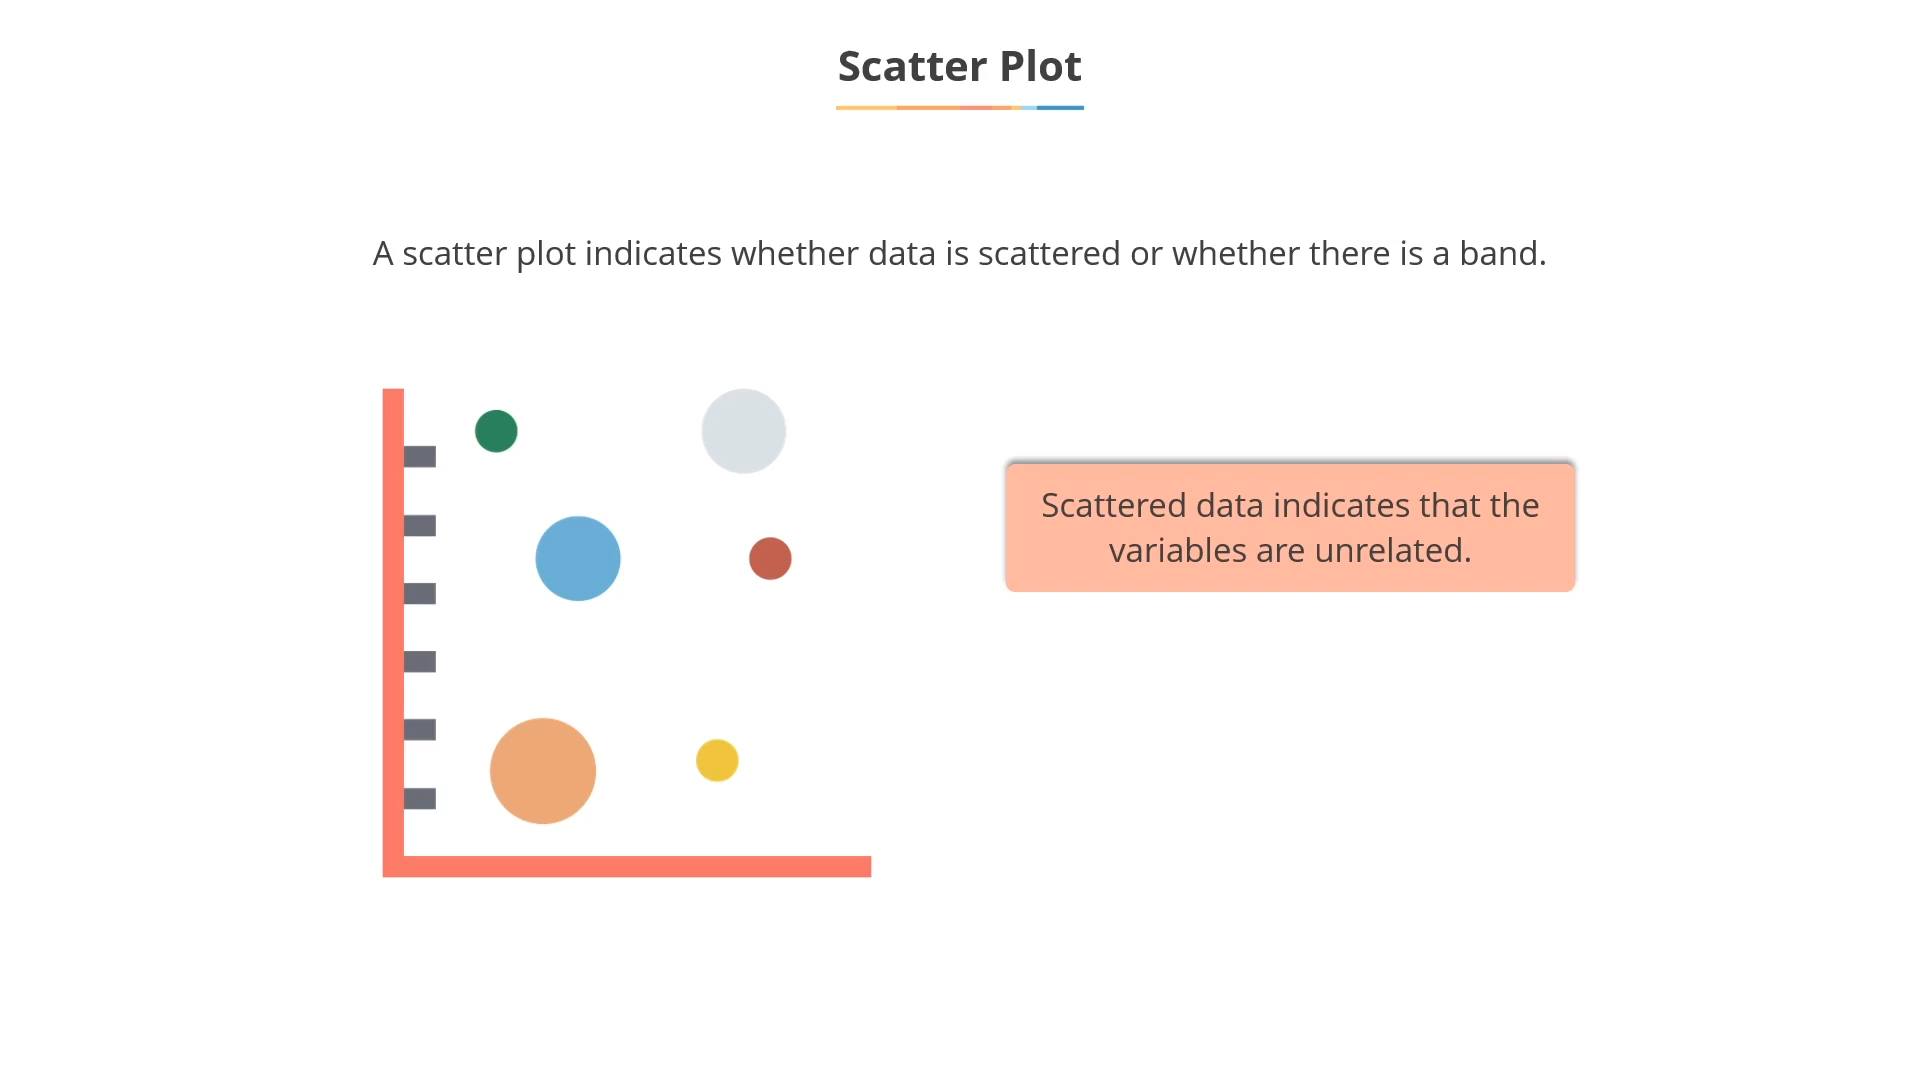 Scatter Plot
A scatter plot indicates whether data is scattered or whether there is a band.
Scattered data indicates that the
variables are unrelated.